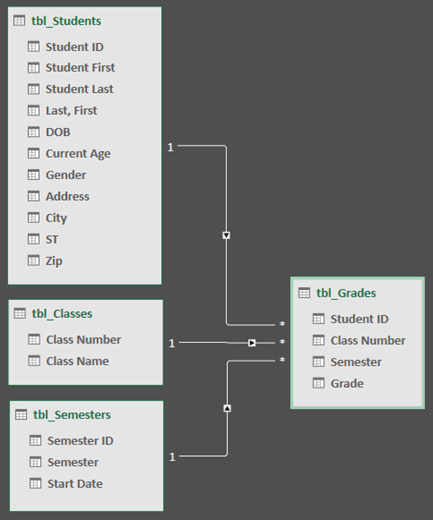 tbl_Students
Student ID
Student First
Student Last
Last, First
DOB
Current Age
Gender
Address
City
ST
Zip
1
tbl_Classes
Class Number
Class Name
1
tbl_Semesters
Semester ID
Semester
Start Date
1
tbl_Grades
Student ID
Class Number
Semester
Grade
*
*
*